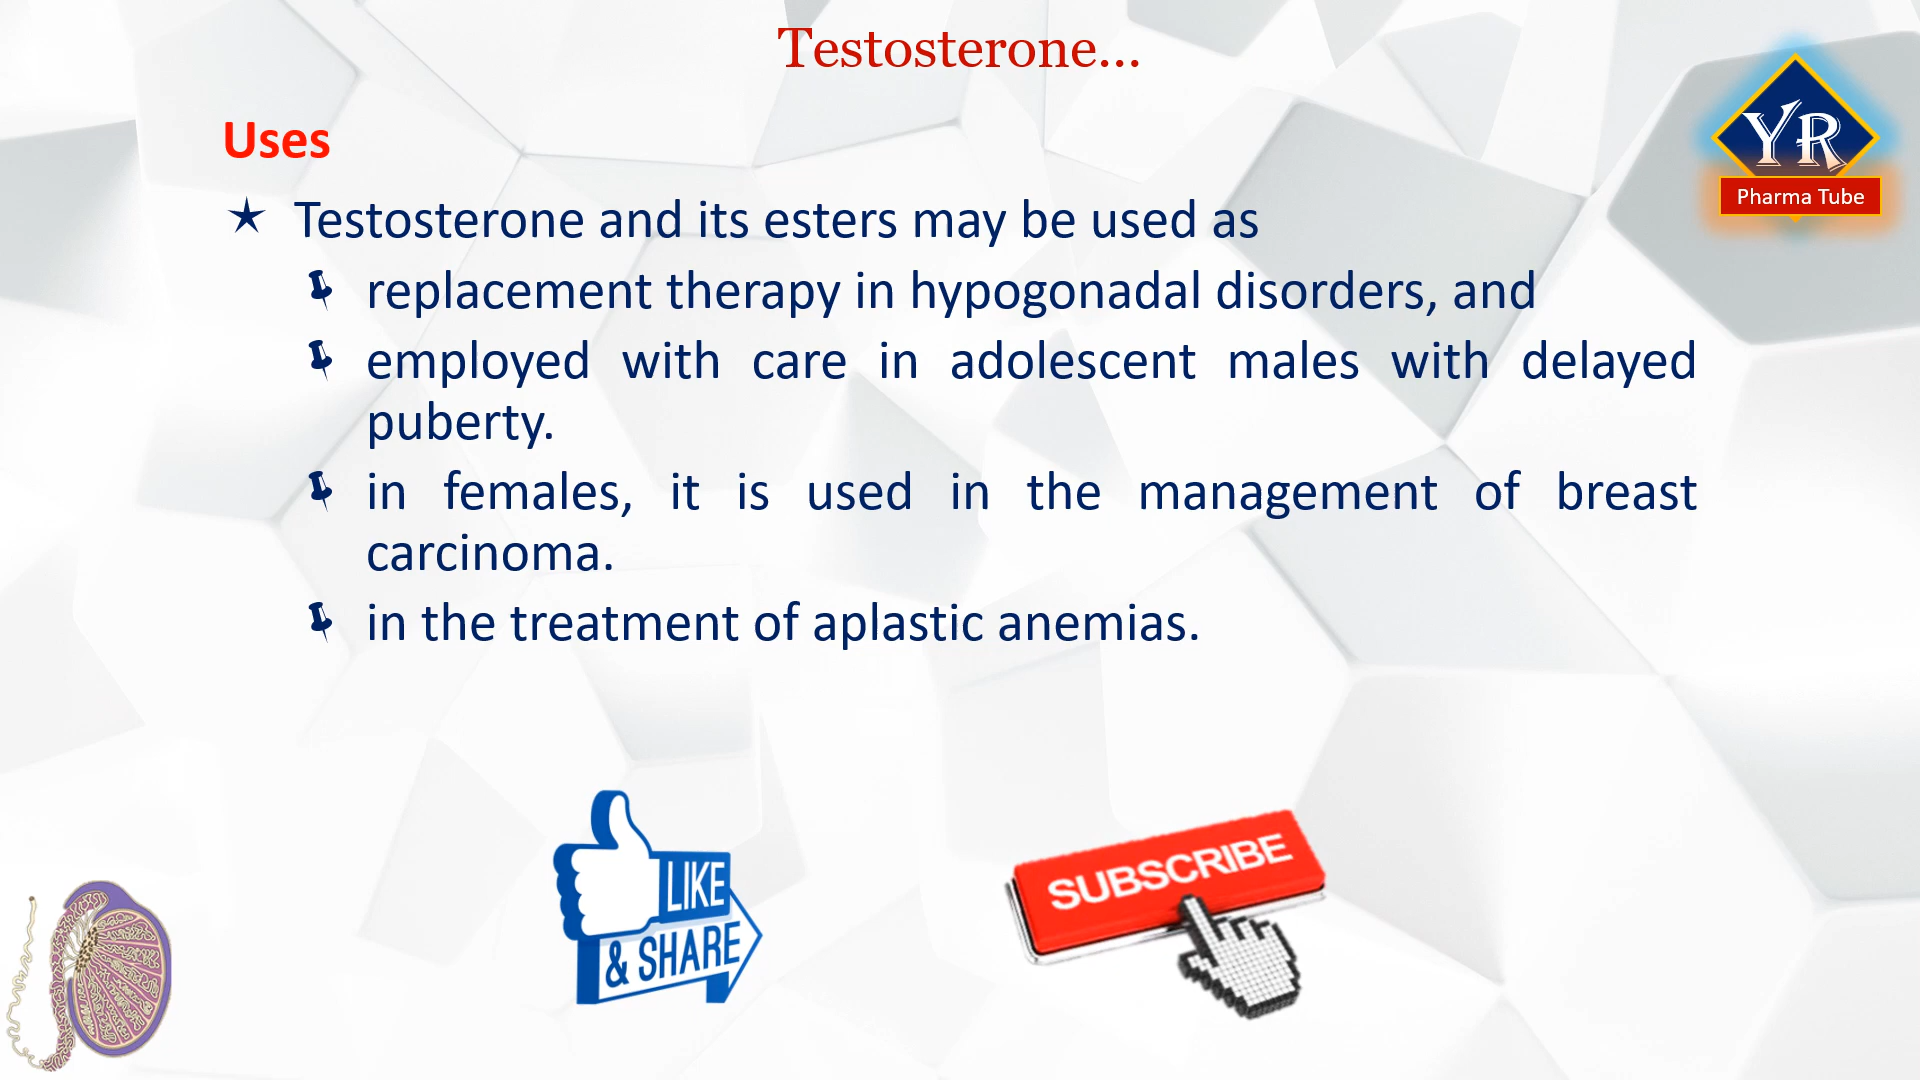 Testosterone...
YR
Pharma Tube
Uses
Testosterone and its esters may be used as
replacement therapy in hypogonadal disorders, and
employed with care in adolescent males with delayed
puberty.
in females, it is used in the management of breast
carcinoma.
in the treatment of aplastic anemias.
LIKE
& SHARE
SUBSCRIBE